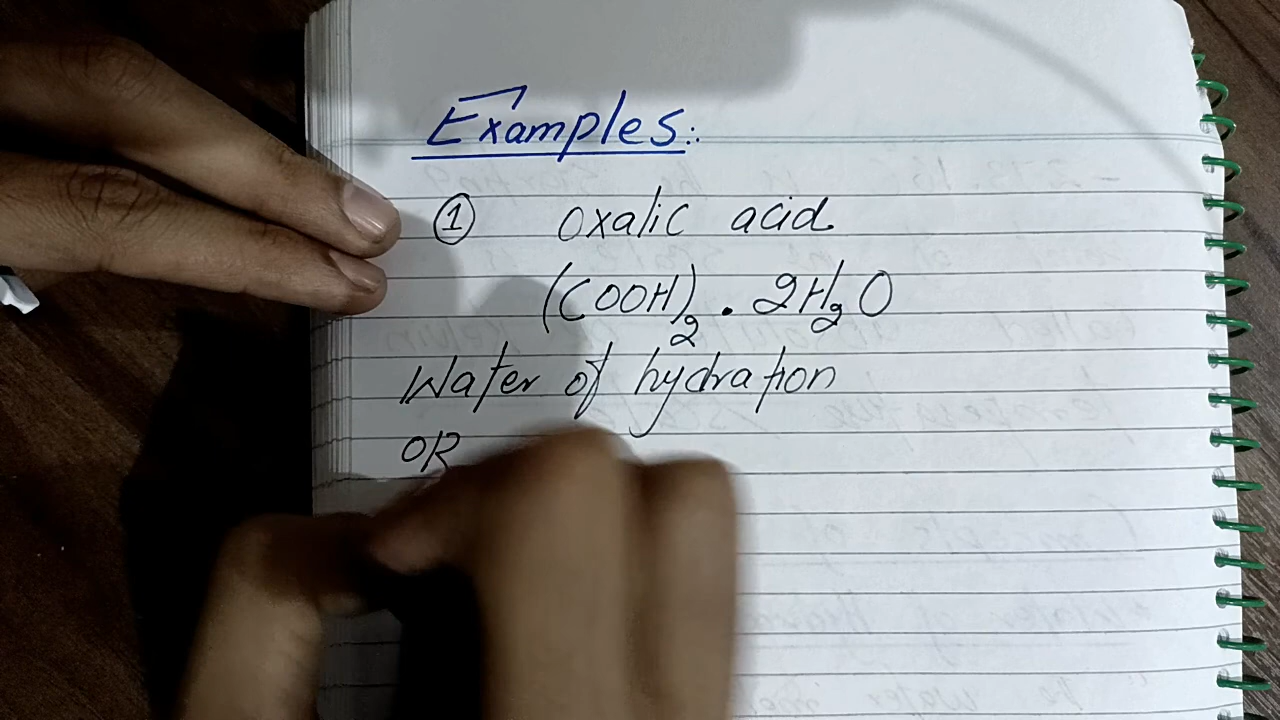 Examples:
① Oxalic acid
(COOH)₂ . 2H₂O
Water of hydration
OR